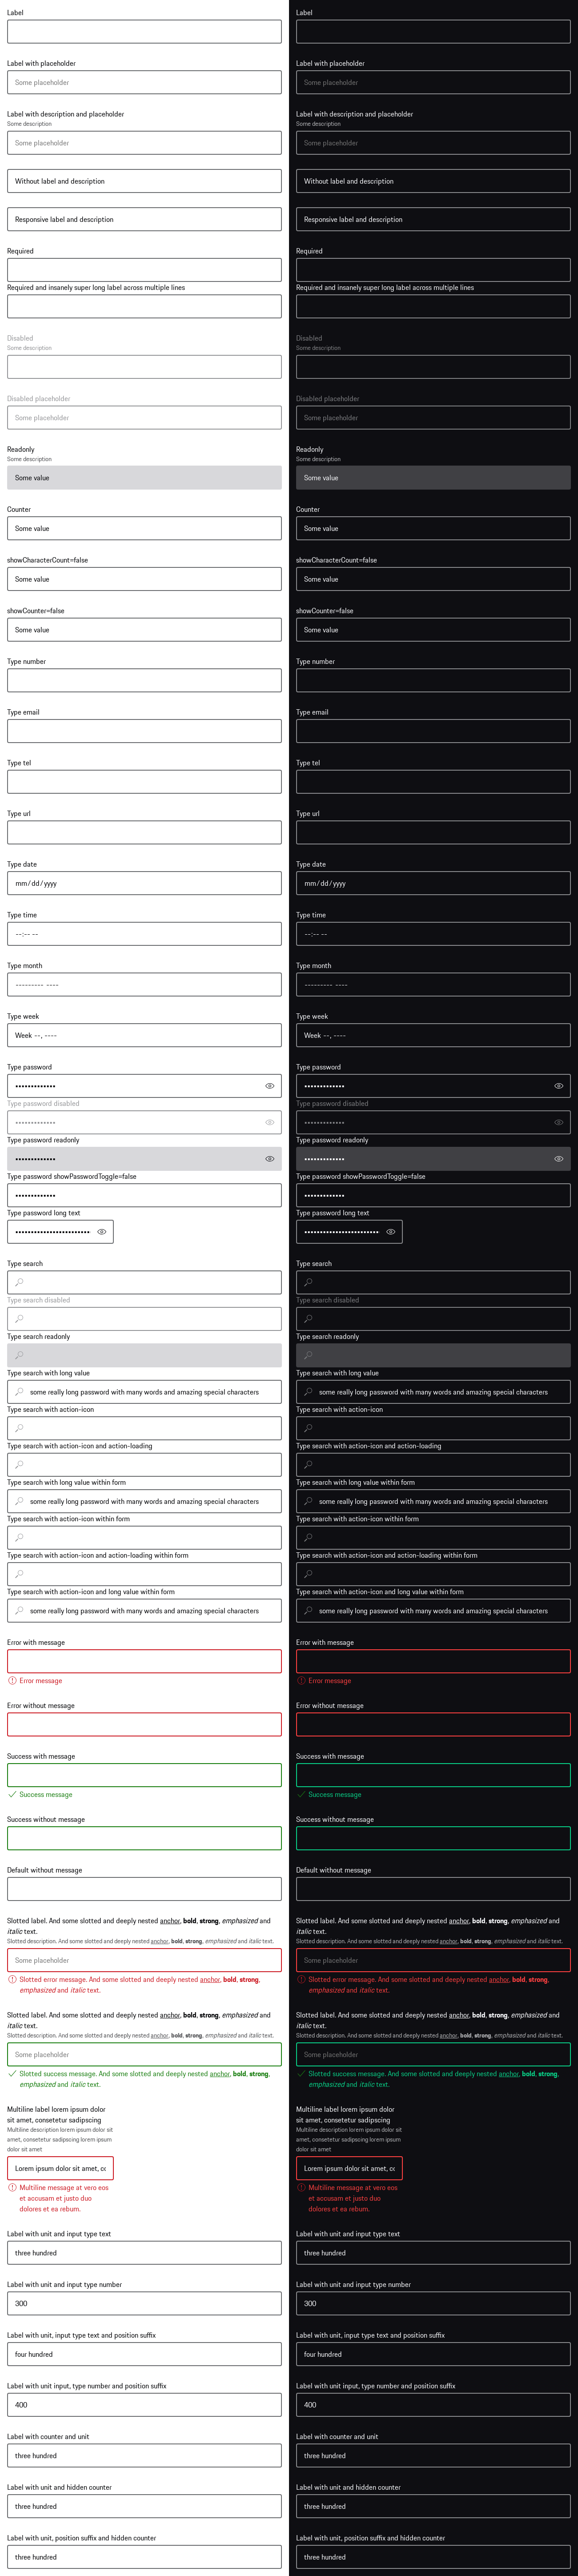 Label
Label with placeholder
Some placeholder
Label with description and placeholder
Some description
Some placeholder
Without label and description
Responsive label and description
Required
Required and insanely super long label across multiple lines
Disabled
Some description
Disabled placeholder
Some placeholder
Readonly
Some description
Some value
Counter
Some value
showCharacterCount=false
Some value
showCounter=false
Some value
Type number
Type email
Type tel
Type url
Type date
mm/dd/yyyy
Type time
--:-- --
Type month
--------- ----
Type week
Week --, ----
Type password
•••••••••••••
Type password disabled
•••••••••••••
Type password readonly
•••••••••••••
Type password showPasswordToggle=false
•••••••••••••
Type password long text
•••••••••••••••••••••••••
Type search
Type search disabled
Type search readonly
Type search with long value
some really long password with many words and amazing special characters
Type search with action-icon
Type search with action-icon and action-loading
Type search with long value within form
some really long password with many words and amazing special characters
Type search with action-icon within form
Type search with action-icon and action-loading within form
Type search with action-icon and long value within form
some really long password with many words and amazing special characters
Error with message
Error message
Error without message
Success with message
Success message
Success without message
Default without message
Slotted label. And some slotted and deeply nested anchor, bold, strong, emphasized and
italic text.
Slotted description. And some slotted and deeply nested anchor, bold, strong, emphasized and italic text.
Some placeholder
Slotted error message. And some slotted and deeply nested anchor, bold, strong,
emphasized and italic text.
Slotted label. And some slotted and deeply nested anchor, bold, strong, emphasized and
italic text.
Slotted description. And some slotted and deeply nested anchor, bold, strong, emphasized and italic text.
Some placeholder
Slotted success message. And some slotted and deeply nested anchor, bold, strong,
emphasized and italic text.
Multiline label lorem ipsum dolor
sit amet, consetetur sadipscing
Multiline description lorem ipsum dolor sit
amet, consetetur sadipscing lorem ipsum
dolor sit amet
Lorem ipsum dolor sit amet, co
Multiline message at vero eos
et accusam et justo duo
dolores et ea rebum.
Label with unit and input type text
three hundred
Label with unit and input type number
300
Label with unit, input type text and position suffix
four hundred
Label with unit input, type number and position suffix
400
Label with counter and unit
three hundred
Label with unit and hidden counter
three hundred
Label with unit, position suffix and hidden counter
three hundred
Label
Label with placeholder
Some placeholder
Label with description and placeholder
Some description
Some placeholder
Without label and description
Responsive label and description
Required
Required and insanely super long label across multiple lines
Disabled
Some description
Disabled placeholder
Some placeholder
Readonly
Some description
Some value
Counter
Some value
showCharacterCount=false
Some value
showCounter=false
Some value
Type number
Type email
Type tel
Type url
Type date
mm/dd/yyyy
Type time
--:-- --
Type month
--------- ----
Type week
Week --, ----
Type password
•••••••••••••
Type password disabled
•••••••••••••
Type password readonly
•••••••••••••
Type password showPasswordToggle=false
•••••••••••••
Type password long text
•••••••••••••••••••••••••
Type search
Type search disabled
Type search readonly
Type search with long value
some really long password with many words and amazing special characters
Type search with action-icon
Type search with action-icon and action-loading
Type search with long value within form
some really long password with many words and amazing special characters
Type search with action-icon within form
Type search with action-icon and action-loading within form
Type search with action-icon and long value within form
some really long password with many words and amazing special characters
Error with message
Error message
Error without message
Success with message
Success message
Success without message
Default without message
Slotted label. And some slotted and deeply nested anchor, bold, strong, emphasized and
italic text.
Slotted description. And some slotted and deeply nested anchor, bold, strong, emphasized and italic text.
Some placeholder
Slotted error message. And some slotted and deeply nested anchor, bold, strong,
emphasized and italic text.
Slotted label. And some slotted and deeply nested anchor, bold, strong, emphasized and
italic text.
Slotted description. And some slotted and deeply nested anchor, bold, strong, emphasized and italic text.
Some placeholder
Slotted success message. And some slotted and deeply nested anchor, bold, strong,
emphasized and italic text.
Multiline label lorem ipsum dolor
sit amet, consetetur sadipscing
Multiline description lorem ipsum dolor sit
amet, consetetur sadipscing lorem ipsum
dolor sit amet
Lorem ipsum dolor sit amet, co
Multiline message at vero eos
et accusam et justo duo
dolores et ea rebum.
Label with unit and input type text
three hundred
Label with unit and input type number
300
Label with unit, input type text and position suffix
four hundred
Label with unit input, type number and position suffix
400
Label with counter and unit
three hundred
Label with unit and hidden counter
three hundred
Label with unit, position suffix and hidden counter
three hundred